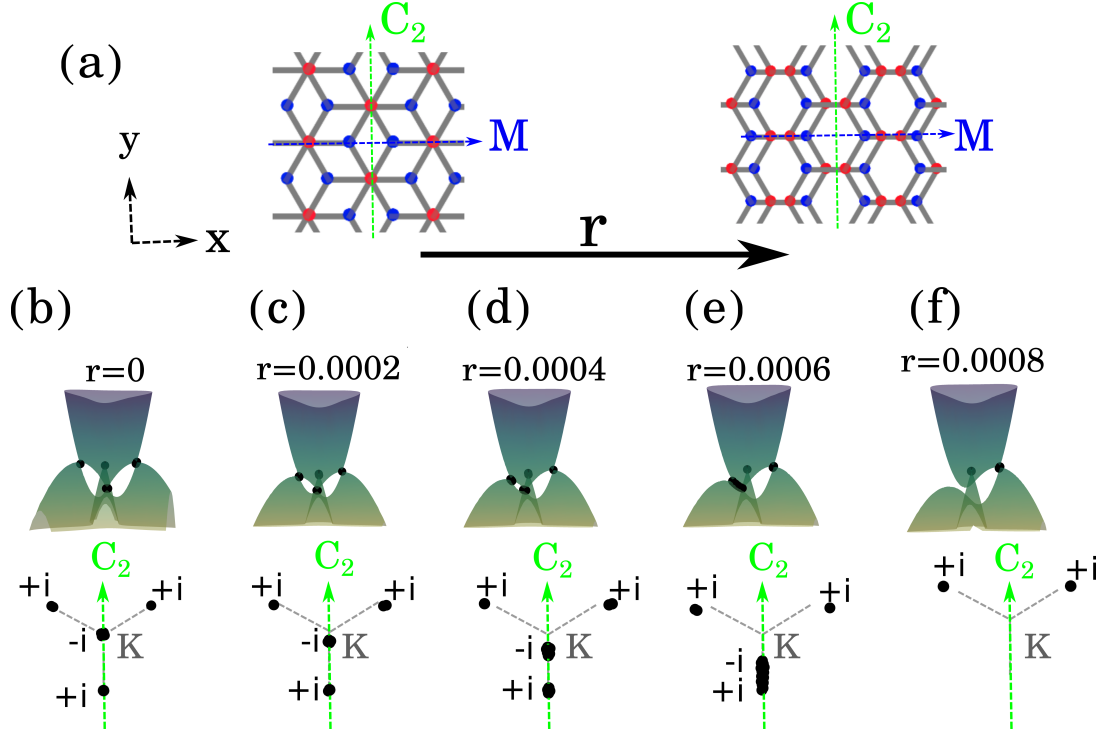 (a)
C₂
C₂
M
M
y
x
r
(b)
(c)
(d)
(e)
(f)
r=0
r=0.0002
r=0.0004
r=0.0006
r=0.0008
C₂
C₂
C₂
C₂
C₂
+i
+i
+i
+i
+i
+i
+i
+i
+i
+i
-i
K
-i
K
-i
K
K
K
-i
+i
+i
+i
+i